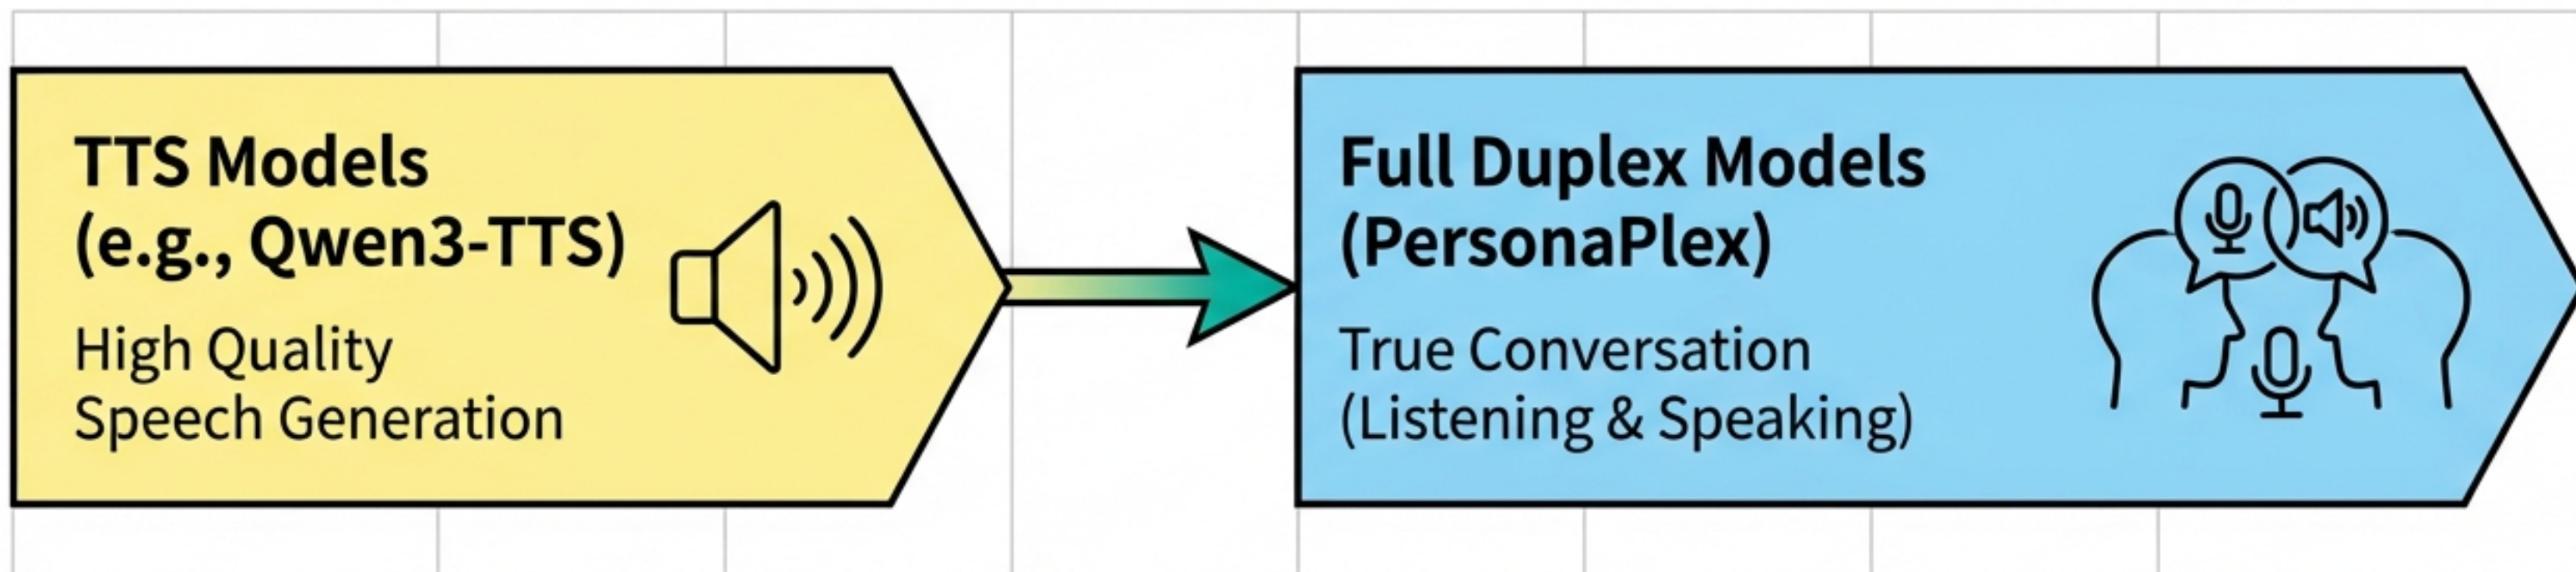 TTS Models
(e.g., Qwen3-TTS)
High Quality
Speech Generation
Full Duplex Models
(PersonaPlex)
True Conversation
(Listening & Speaking)